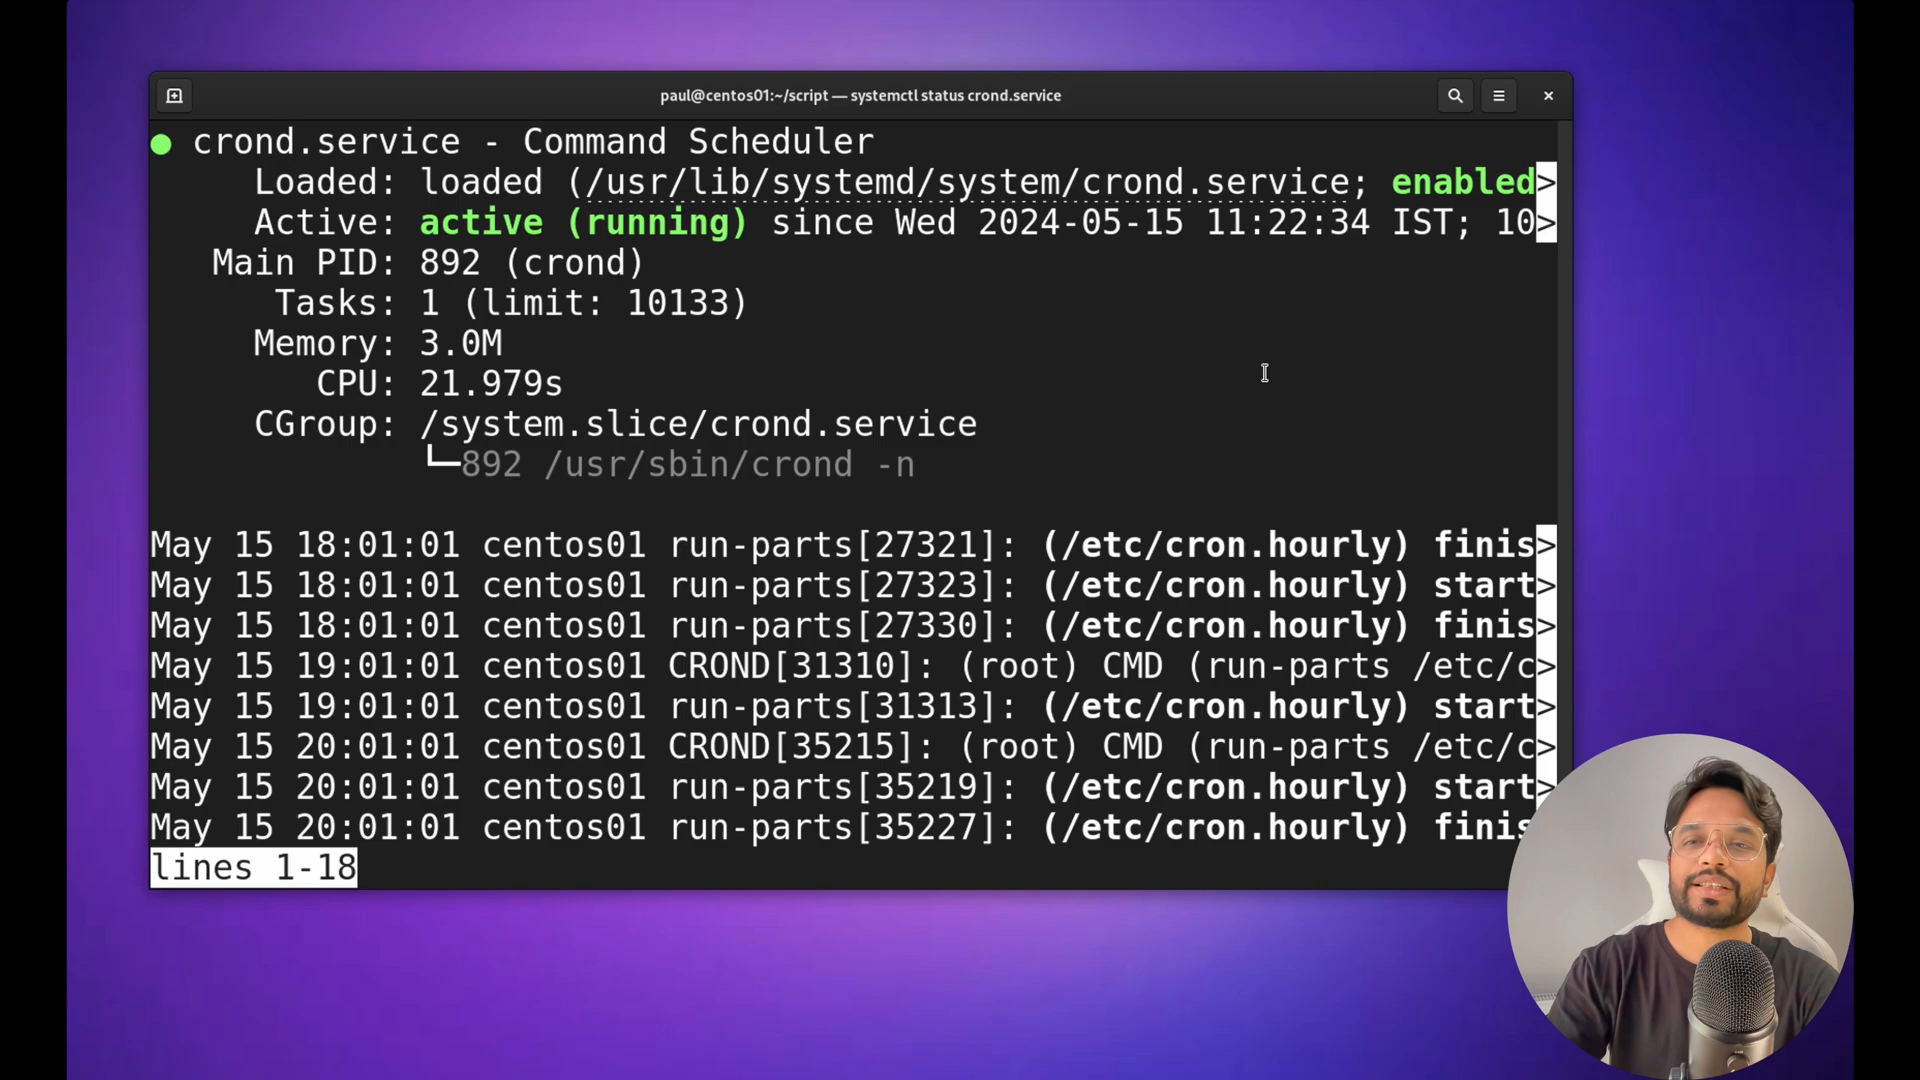 paul@centos01:~/script — systemctl status crond.service
● crond.service - Command Scheduler
Loaded: loaded (/usr/lib/systemd/system/crond.service; enabled>
Active: active (running) since Wed 2024-05-15 11:22:34 IST; 10>
Main PID: 892 (crond)
Tasks: 1 (limit: 10133)
Memory: 3.0M
CPU: 21.979s
CGroup: /system.slice/crond.service
└─892 /usr/sbin/crond -n
May 15 18:01:01 centos01 run-parts[27321]: (/etc/cron.hourly) finis>
May 15 18:01:01 centos01 run-parts[27323]: (/etc/cron.hourly) start>
May 15 18:01:01 centos01 run-parts[27330]: (/etc/cron.hourly) finis>
May 15 19:01:01 centos01 CROND[31310]: (root) CMD (run-parts /etc/c>
May 15 19:01:01 centos01 run-parts[31313]: (/etc/cron.hourly) start>
May 15 20:01:01 centos01 CROND[35215]: (root) CMD (run-parts /etc/c>
May 15 20:01:01 centos01 run-parts[35219]: (/etc/cron.hourly) start>
May 15 20:01:01 centos01 run-parts[35227]: (/etc/cron.hourly) finis
lines 1-18